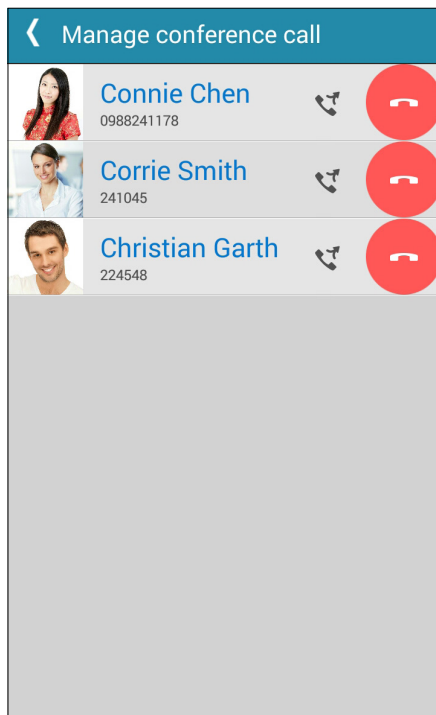 Manage conference call
Connie Chen
0988241178
Corrie Smith
241045
Christian Garth
224548